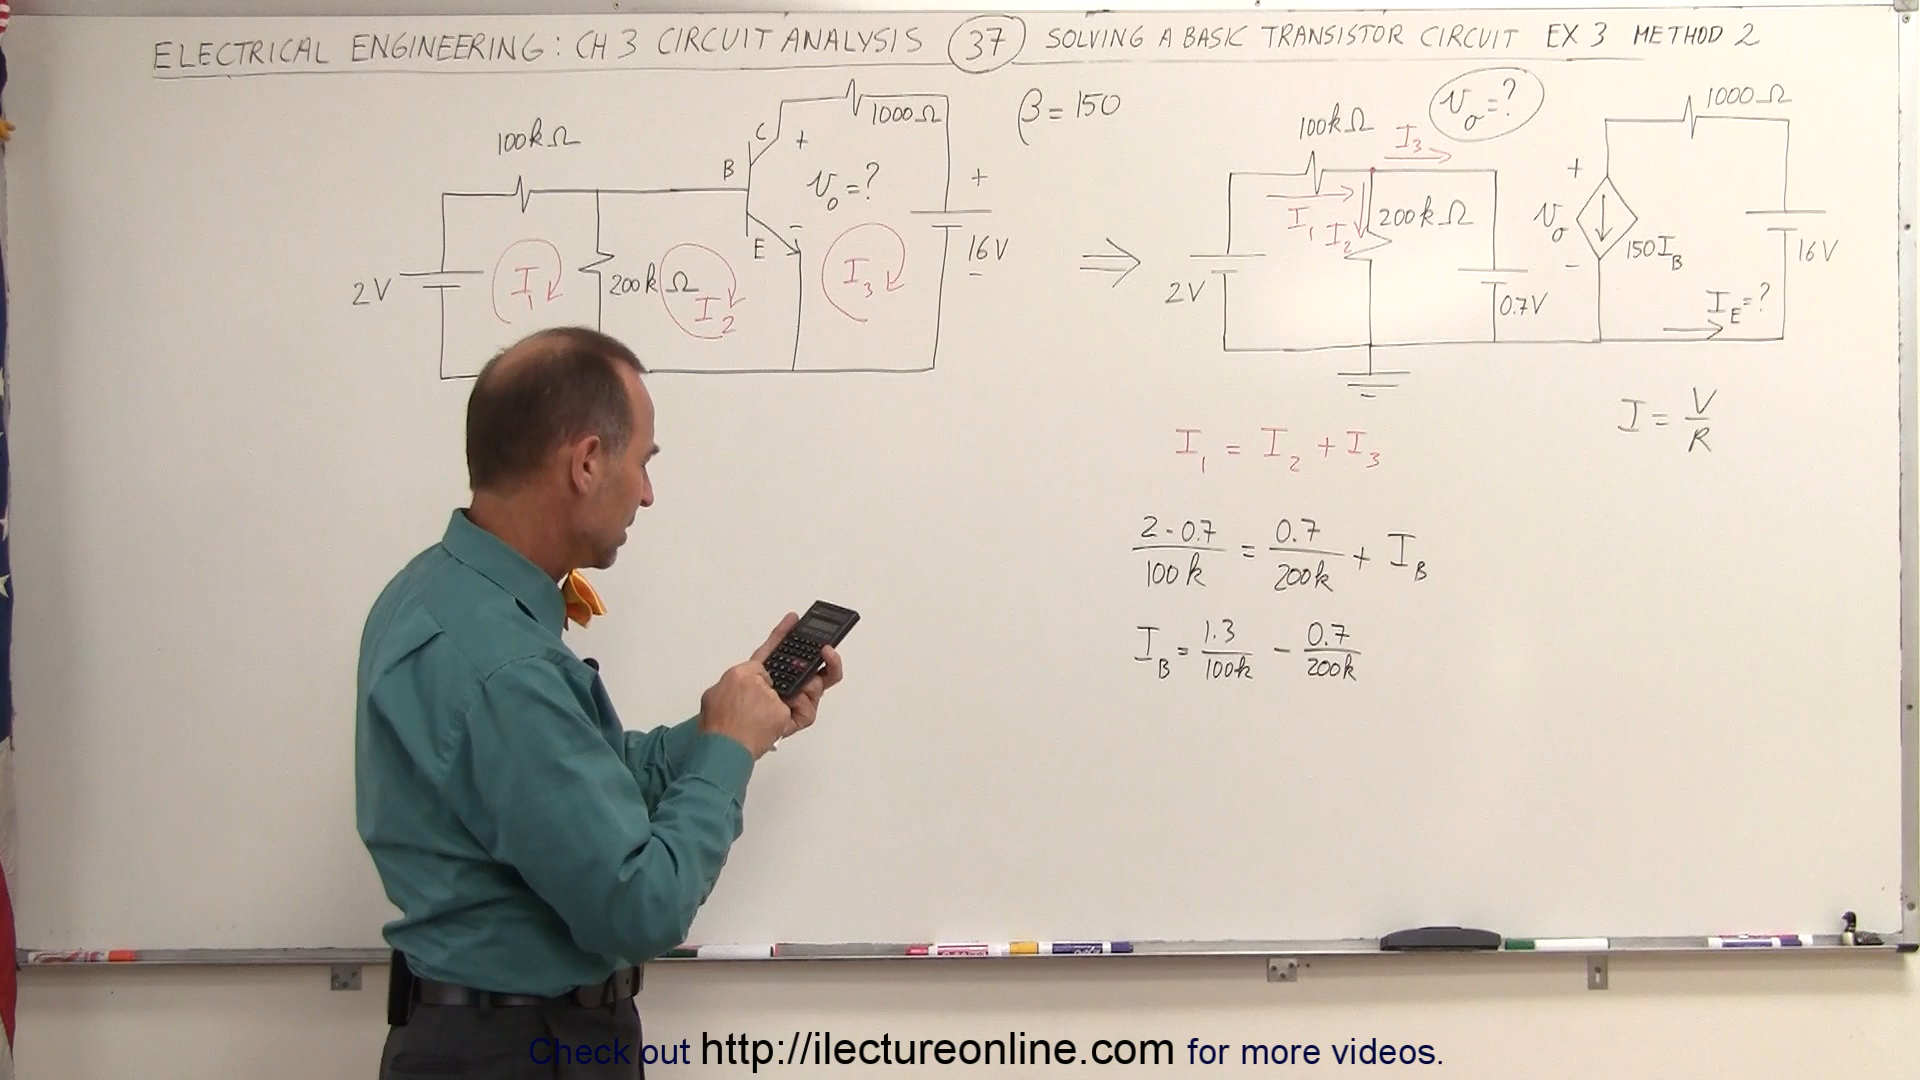 ELECTRICAL ENGINEERING: CH 3 CIRCUIT ANALYSIS 37 SOLVING A BASIC TRANSISTOR CIRCUIT EX 3 METHOD 2
100kΩ
B
C
E
+
-
1000Ω
v₀=?
2V
I₁
200kΩ
I₂
I₃
+
16V
-
β = 150
⇒
v₀=?
100kΩ
I₃
I₁
I₂
200kΩ
2V
0.7V
+
v₀
-
150I_B
1000Ω
16V
I_E=?
I = V/R
I₁ = I₂ + I₃
2-0.7/100k = 0.7/200k + I_B
I_B = 1.3/100k - 0.7/200k
Check out http://ilectureonline.com for more videos.